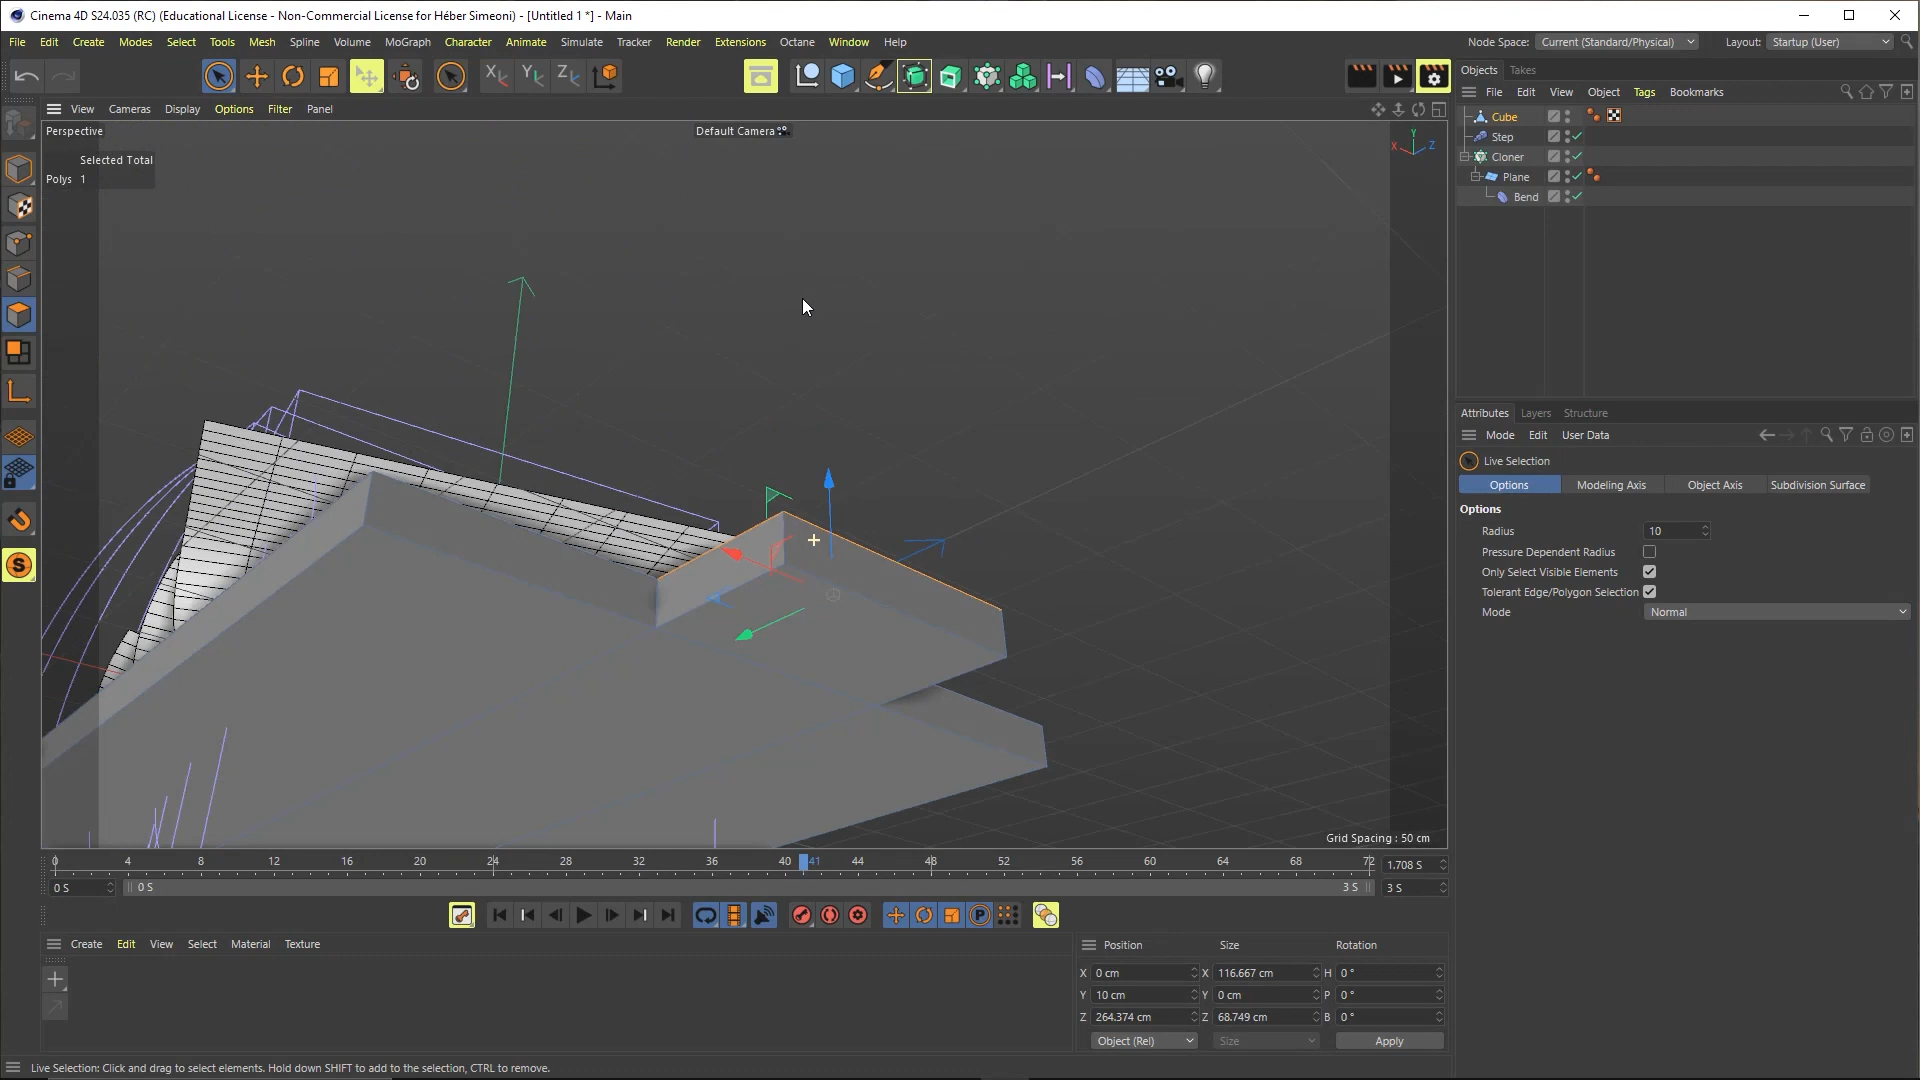 Cinema 4D S24.035 (RC) (Educational License - Non-Commercial License for Héber Simeoni) - [Untitled 1 *] - Main
File Edit Create Modes Select Tools Mesh Spline Volume MoGraph Character Animate Simulate Tracker Render Extensions Octane Window Help
Node Space: Current (Standard/Physical) Layout: Startup (User)
X Y Z
Objects Takes
File Edit View Object Tags Bookmarks
View Cameras Display Options Filter Panel
Perspective
Default Camera
Selected Total
Polys 1
Y
X Z
Cube
Step
Cloner
Plane
Bend
Attributes Layers Structure
Mode Edit User Data
Live Selection
Options Modeling Axis Object Axis Subdivision Surface
Options
Radius 10
Pressure Dependent Radius
Only Select Visible Elements
Tolerant Edge/Polygon Selection
Mode Normal
S
Grid Spacing : 50 cm
0 4 8 12 16 20 24 28 32 36 40 41 44 48 52 56 60 64 68 72 1.708 S
0 S 0 S 3 S 3 S
P
Create Edit View Select Material Texture
Position Size Rotation
X 0 cm X 116.667 cm H 0 °
Y 10 cm Y 0 cm P 0 °
Z 264.374 cm Z 68.749 cm B 0 °
Object (Rel) Size Apply
Live Selection: Click and drag to select elements. Hold down SHIFT to add to the selection, CTRL to remove.